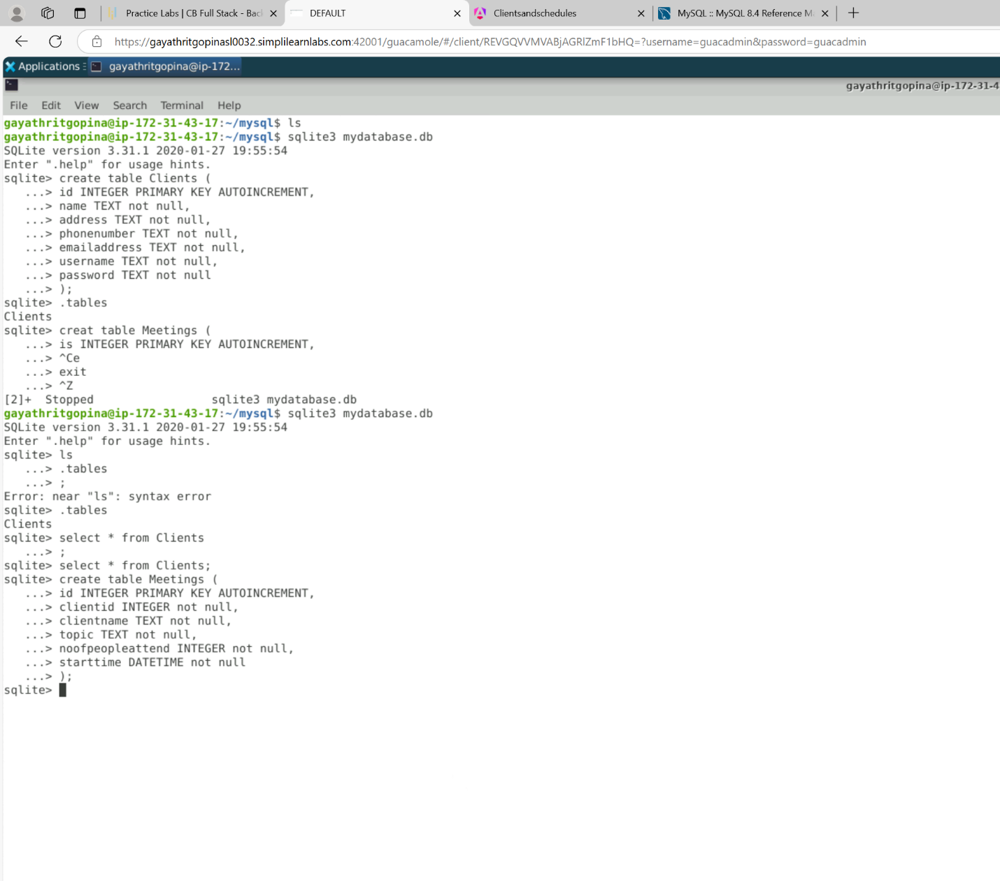 Practice Labs | CB Full Stack - Bac
DEFAULT
Clientsandschedules
MySQL :: MySQL 8.4 Reference M
https://gayathritgopinasl0032.simplilearnlabs.com:42001/guacamole/#/client/REVGQVVMVABjAGRlZmF1bHQ=?username=guacadmin&password=guacadmin
Applications gayathritgopina@ip-172...
gayathritgopina@ip-172-31-4
File Edit View Search Terminal Help
gayathritgopina@ip-172-31-43-17:~/mysql$ ls
gayathritgopina@ip-172-31-43-17:~/mysql$ sqlite3 mydatabase.db
SQLite version 3.31.1 2020-01-27 19:55:54
Enter ".help" for usage hints.
sqlite> create table Clients (
...> id INTEGER PRIMARY KEY AUTOINCREMENT,
...> name TEXT not null,
...> address TEXT not null,
...> phonenumber TEXT not null,
...> emailaddress TEXT not null,
...> username TEXT not null,
...> password TEXT not null
...> );
sqlite> .tables
Clients
sqlite> creat table Meetings (
...> is INTEGER PRIMARY KEY AUTOINCREMENT,
...> ^Ce
...> exit
...> ^Z
[2]+  Stopped                 sqlite3 mydatabase.db
gayathritgopina@ip-172-31-43-17:~/mysql$ sqlite3 mydatabase.db
SQLite version 3.31.1 2020-01-27 19:55:54
Enter ".help" for usage hints.
sqlite> ls
...> .tables
...> ;
Error: near "ls": syntax error
sqlite> .tables
Clients
sqlite> select * from Clients
...> ;
sqlite> select * from Clients;
sqlite> create table Meetings (
...> id INTEGER PRIMARY KEY AUTOINCREMENT,
...> clientid INTEGER not null,
...> clientname TEXT not null,
...> topic TEXT not null,
...> noofpeopleattend INTEGER not null,
...> starttime DATETIME not null
...> );
sqlite>